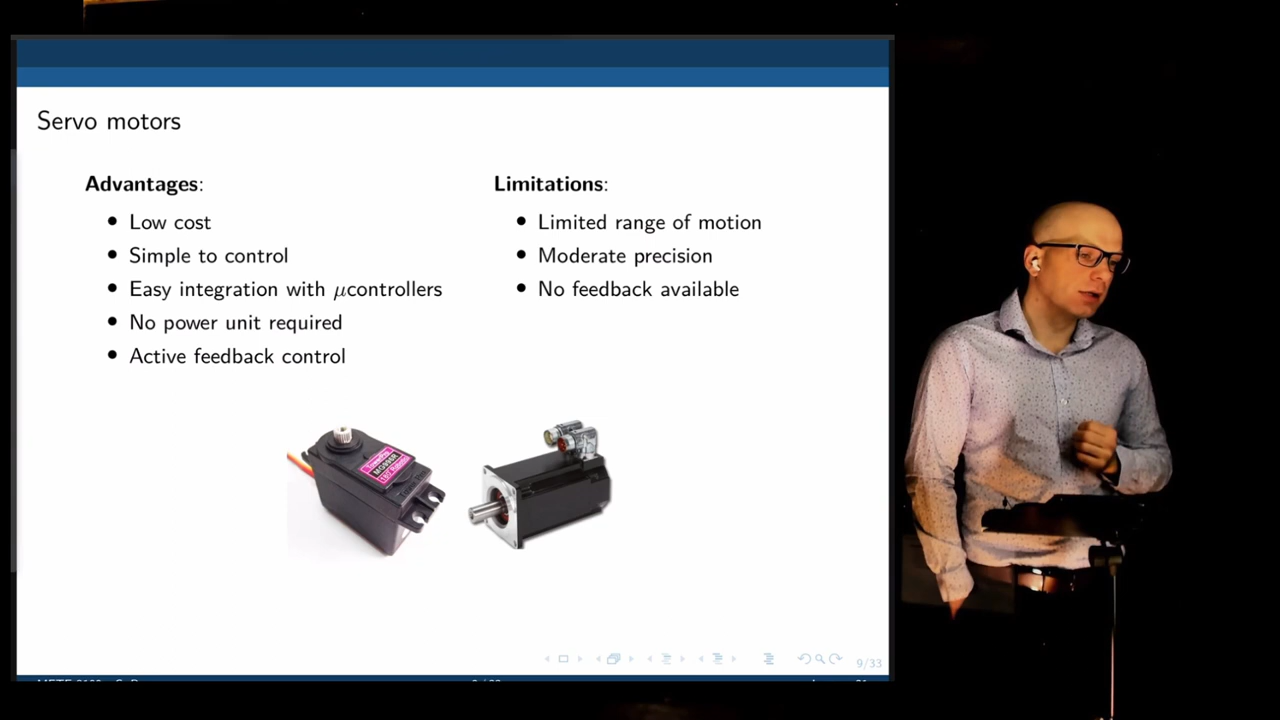 Servo motors
Advantages:
• Low cost
• Simple to control
• Easy integration with μcontrollers
• No power unit required
• Active feedback control
Limitations:
• Limited range of motion
• Moderate precision
• No feedback available
MG996R
9/33